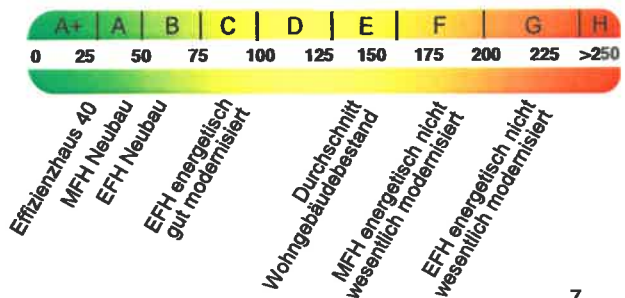 A+ A B C D E F G H
0 25 50 75 100 125 150 175 200 225 >250
Effizienzhaus 40
MFH Neubau
EFH Neubau
EFH energetisch
gut modernisiert
Durchschnitt
Wohngebäudebestand
MFH energetisch nicht
wesentlich modernisiert
EFH energetisch nicht
wesentlich modernisiert
7